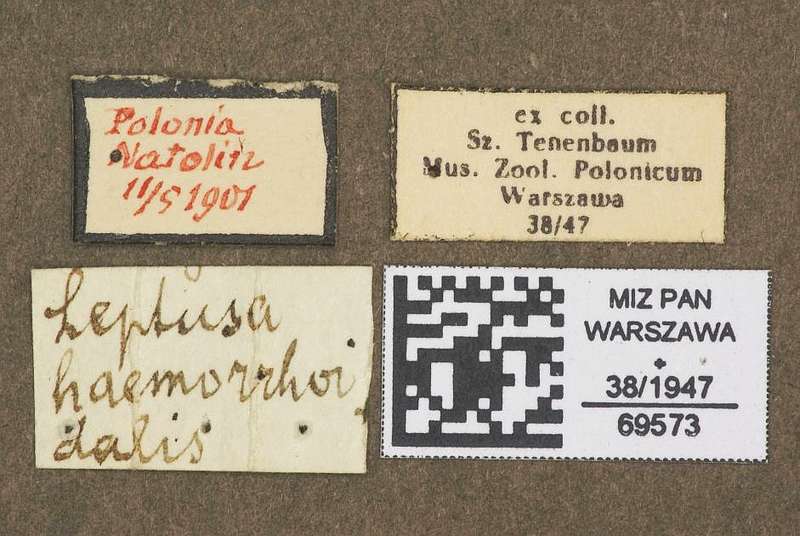 Polonia
Natolin
11/5 1901
ex coll.
Sz. Tenenbaum
Mus. Zool. Polonicum
Warszawa
38/47
Leptusa
haemorrhoi
dalis
MIZ PAN
WARSZAWA
38/1947
69573